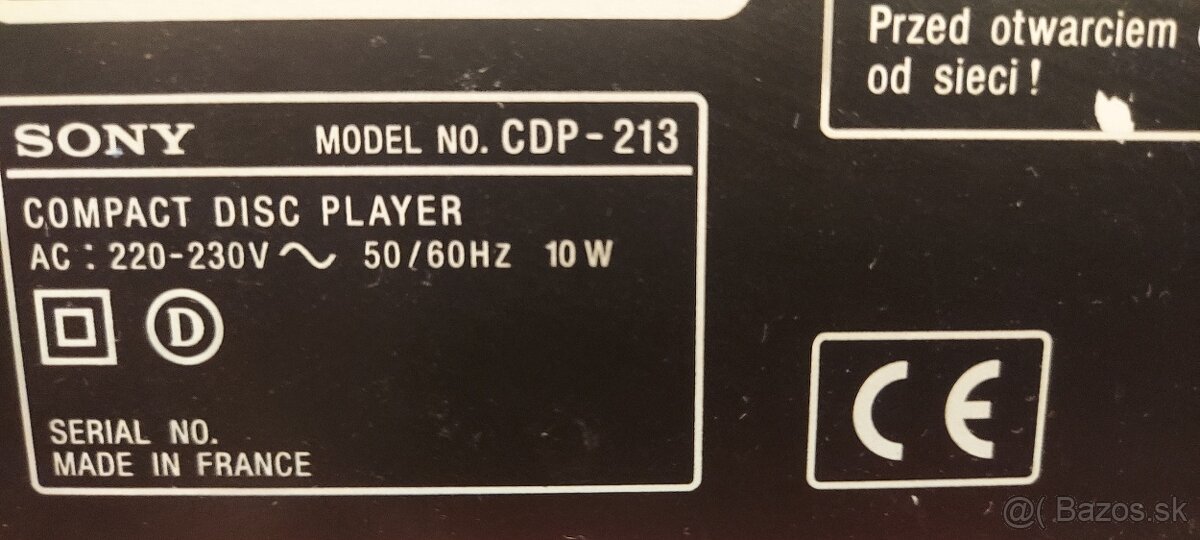 Przed otwarciem
od sieci!
SONY MODEL NO. CDP-213
COMPACT DISC PLAYER
AC : 220-230V ~ 50/60Hz 10 W
D
SERIAL NO.
MADE IN FRANCE
CE
@( Bazos.sk